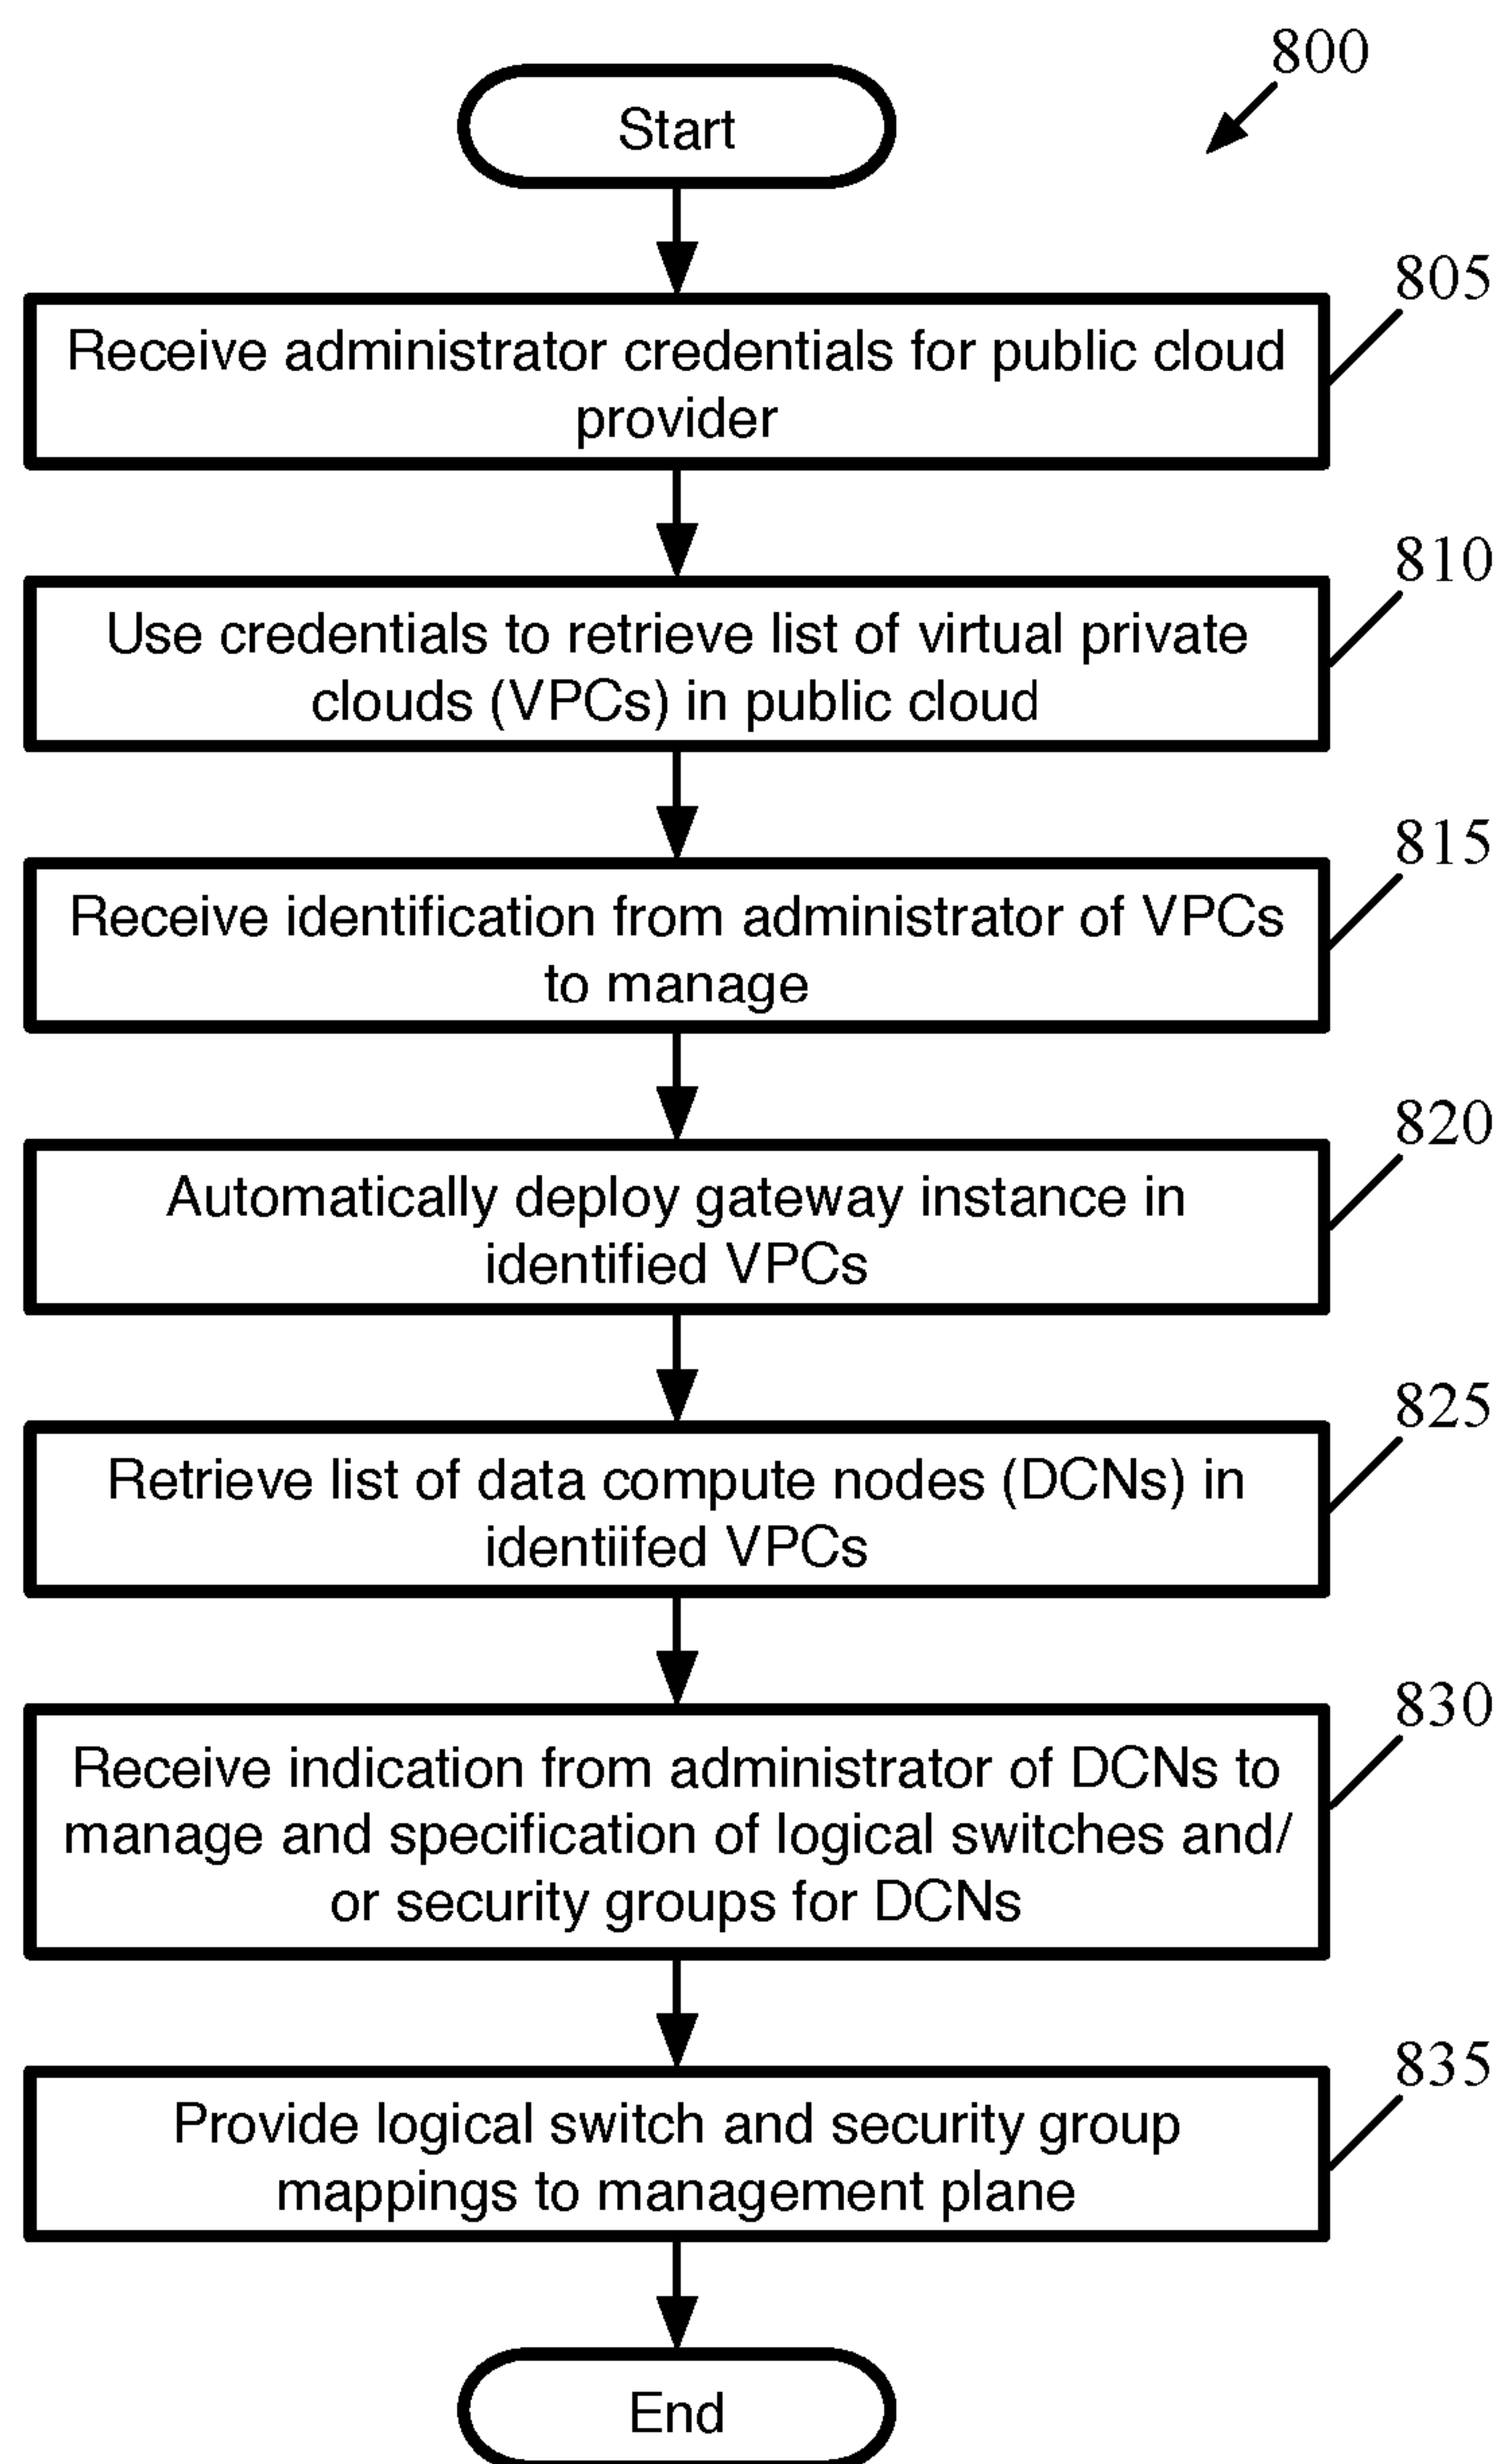 800
Start
805
Receive administrator credentials for public cloud
provider
810
Use credentials to retrieve list of virtual private
clouds (VPCs) in public cloud
815
Receive identification from administrator of VPCs
to manage
820
Automatically deploy gateway instance in
identified VPCs
825
Retrieve list of data compute nodes (DCNs) in
identiifed VPCs
830
Receive indication from administrator of DCNs to
manage and specification of logical switches and/
or security groups for DCNs
835
Provide logical switch and security group
mappings to management plane
End